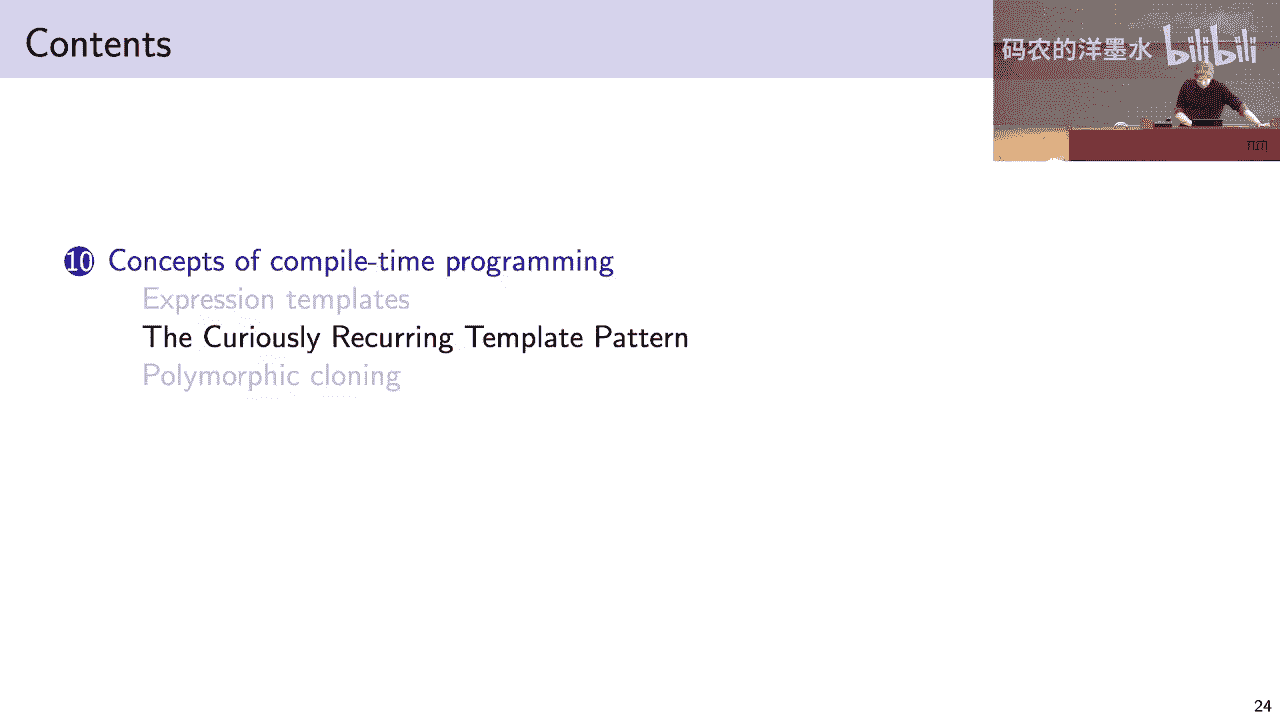 Contents
码农的洋墨水 bilibili
10 Concepts of compile-time programming
Expression templates
The Curiously Recurring Template Pattern
Polymorphic cloning
24